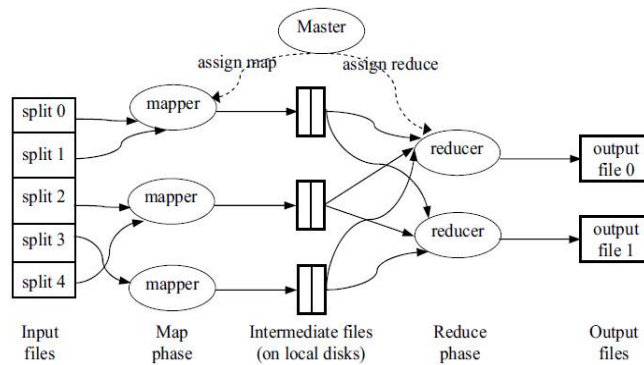 Master
assign map
assign reduce
split 0
split 1
split 2
split 3
split 4
mapper
mapper
mapper
reducer
reducer
output
file 0
output
file 1
Input
files
Map
phase
Intermediate files
(on local disks)
Reduce
phase
Output
files